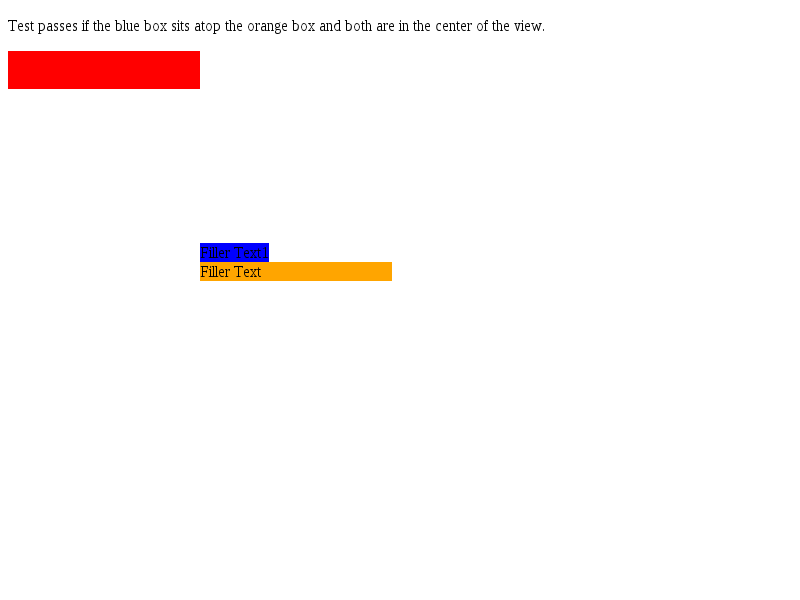 Test passes if the blue box sits atop the orange box and both are in the center of the view.
Filler Text
Filler Text